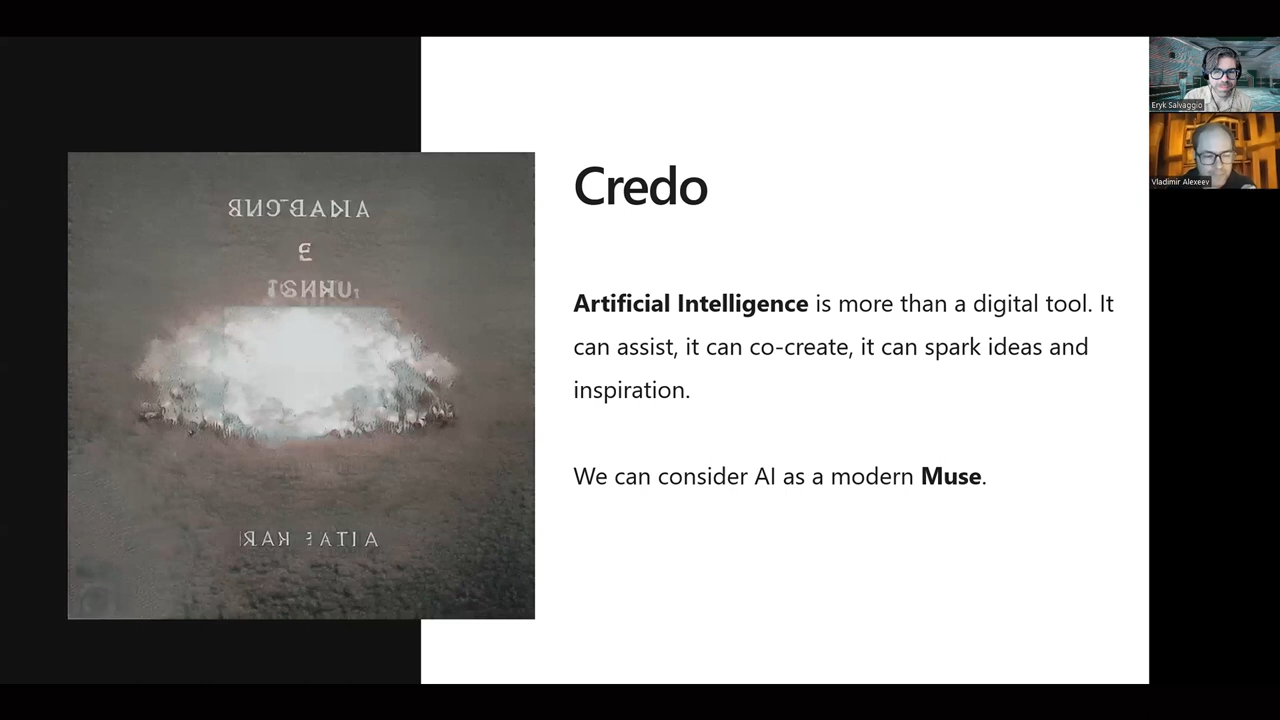 Credo
Artificial Intelligence is more than a digital tool. It
can assist, it can co-create, it can spark ideas and
inspiration.
We can consider AI as a modern Muse.
Eryk Salvaggio
Vladimir Alexeev